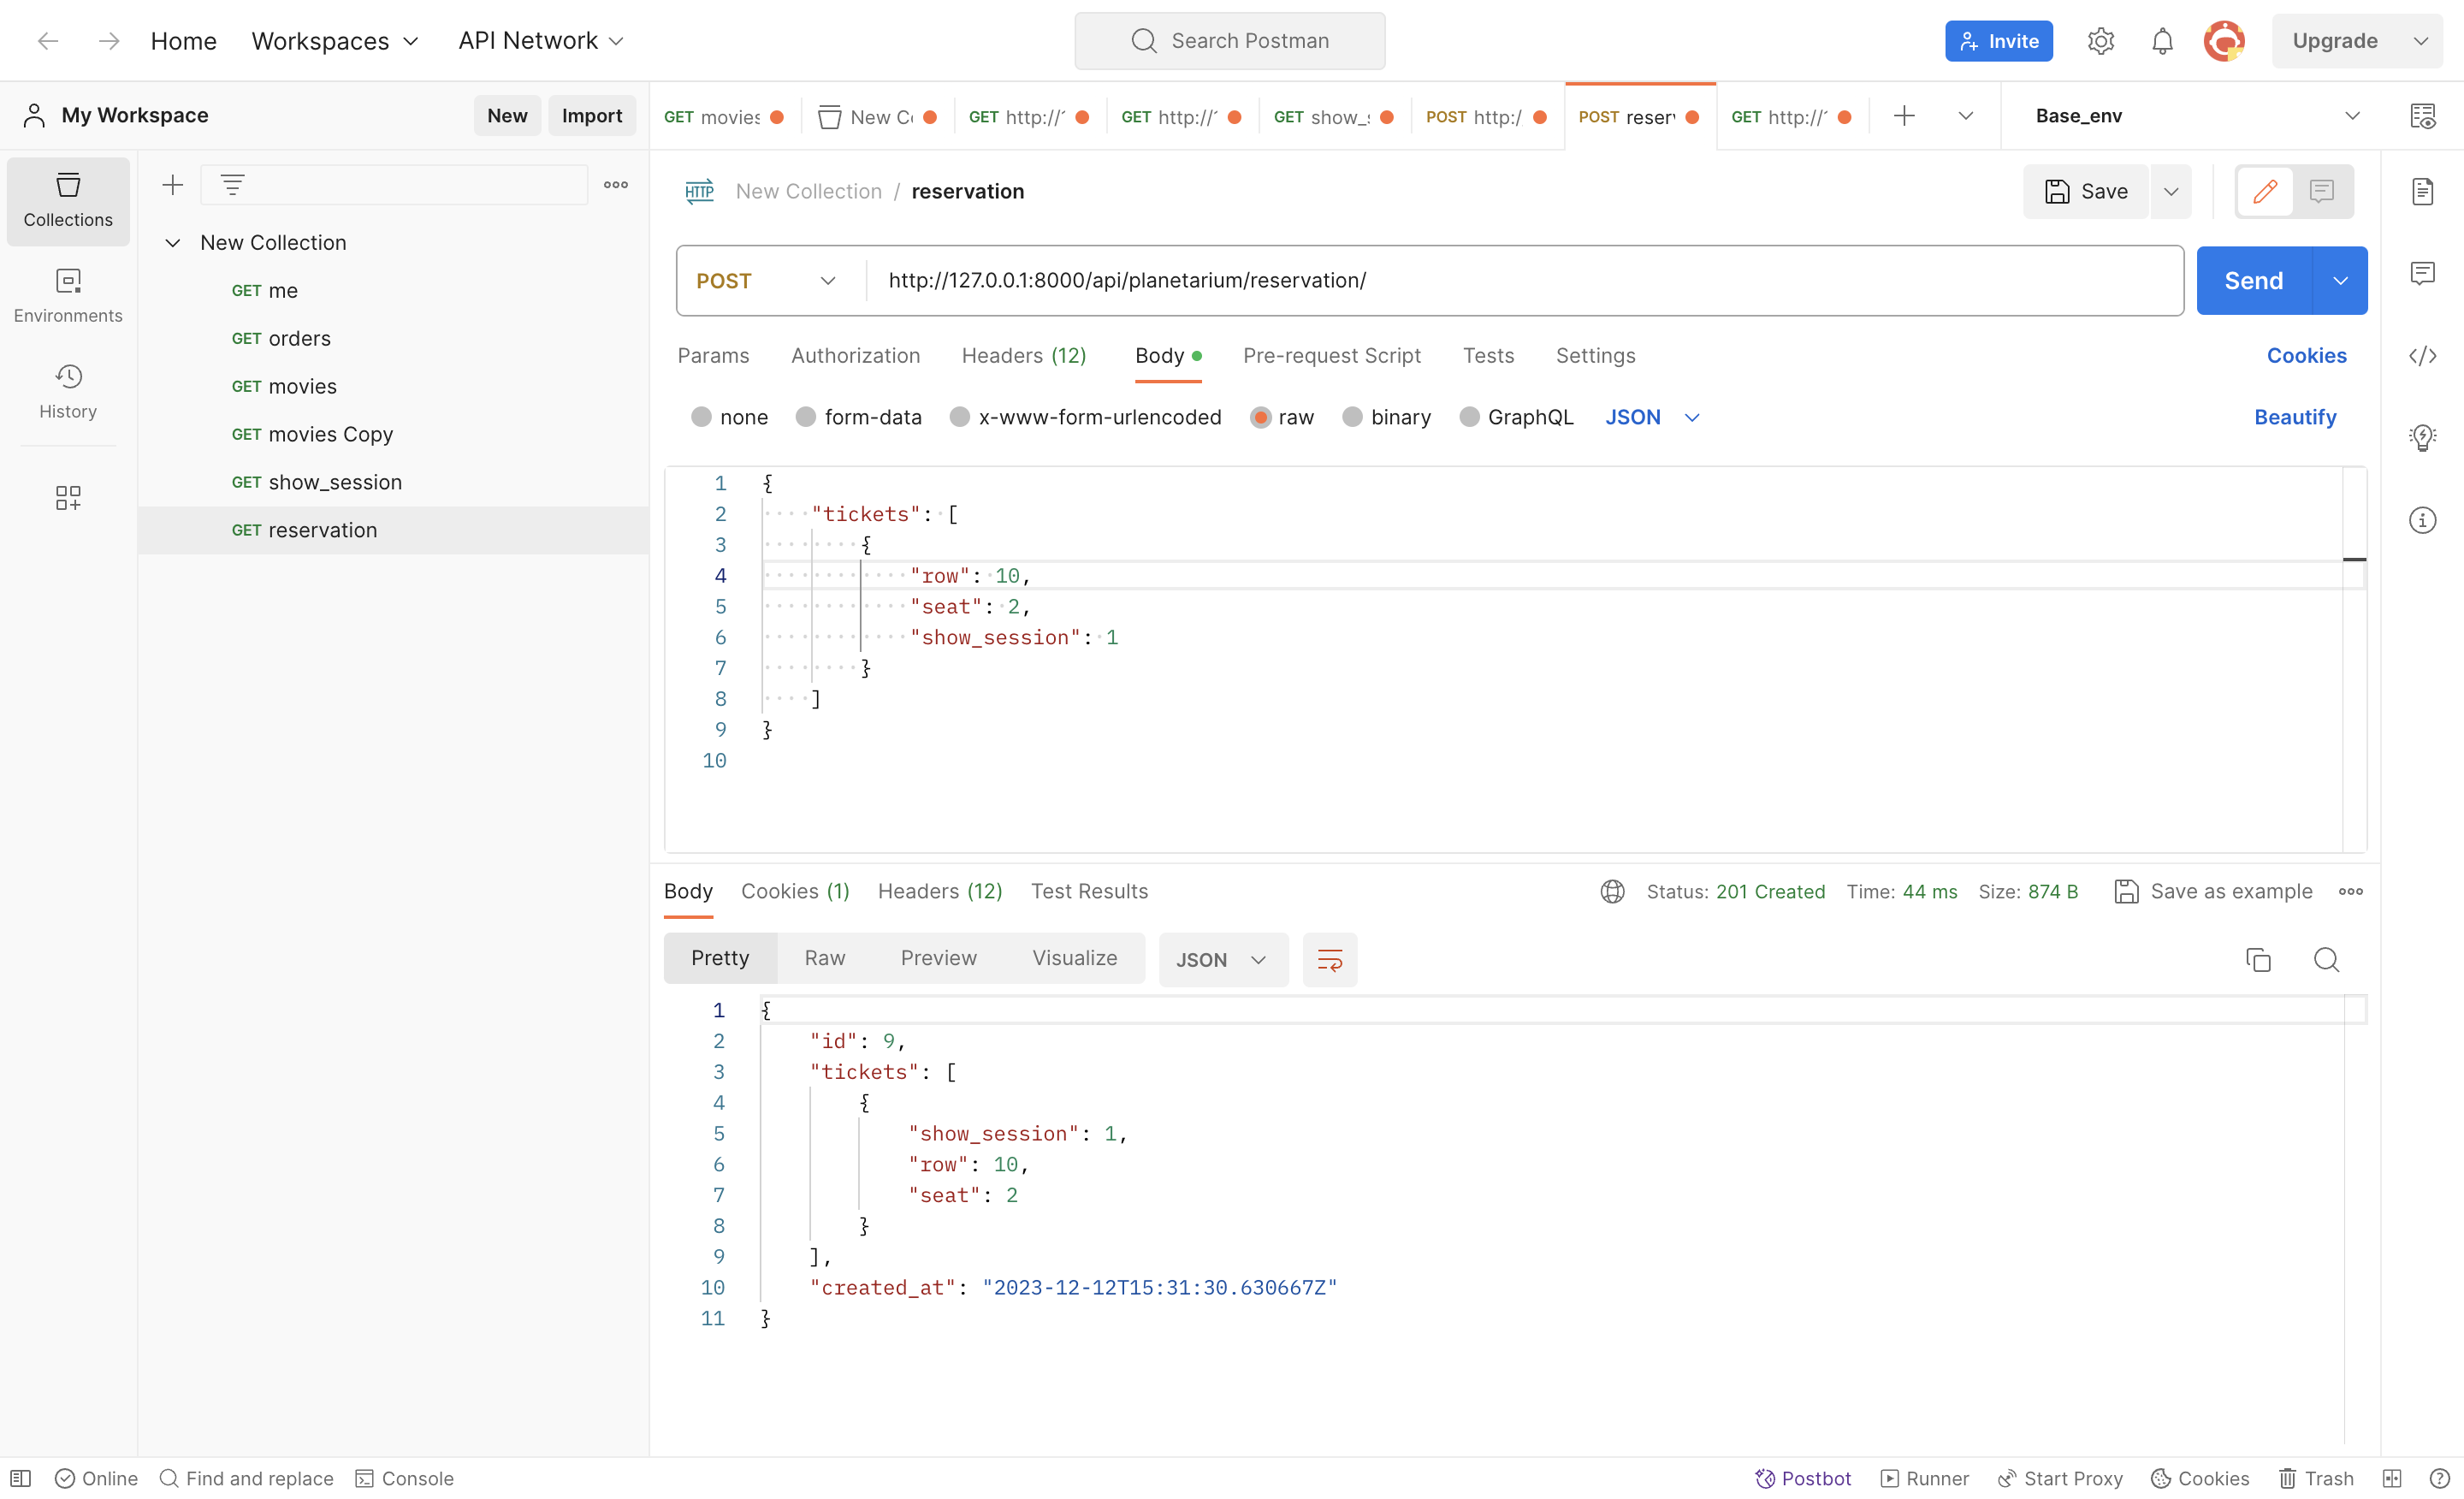 Home Workspaces API Network Search Postman Invite Upgrade
My Workspace New Import
GET movies New Co GET http:// GET http:// GET show_ POST http:/ POST reser GET http:// Base_env
Collections
Environments
History
New Collection
GET me
GET orders
GET movies
GET movies Copy
GET show_session
GET reservation
HTTP New Collection / reservation Save
POST http://127.0.0.1:8000/api/planetarium/reservation/ Send
Params Authorization Headers (12) Body Pre-request Script Tests Settings Cookies
none form-data x-www-form-urlencoded raw binary GraphQL JSON Beautify
1 {
2 "tickets": [
3 {
4 "row": 10,
5 "seat": 2,
6 "show_session": 1
7 }
8 ]
9 }
10
Body Cookies (1) Headers (12) Test Results Status: 201 Created Time: 44 ms Size: 874 B Save as example
Pretty Raw Preview Visualize JSON
1 {
2 "id": 9,
3 "tickets": [
4 {
5 "show_session": 1,
6 "row": 10,
7 "seat": 2
8 }
9 ],
10 "created_at": "2023-12-12T15:31:30.630667Z"
11 }
Online Find and replace Console Postbot Runner Start Proxy Cookies Trash